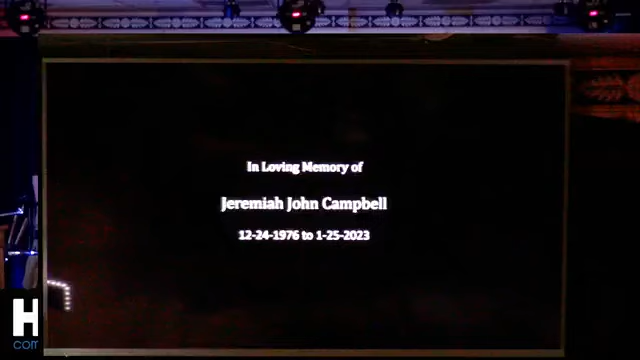 In Loving Memory of
Jeremiah John Campbell
12-24-1976 to 1-25-2023
H